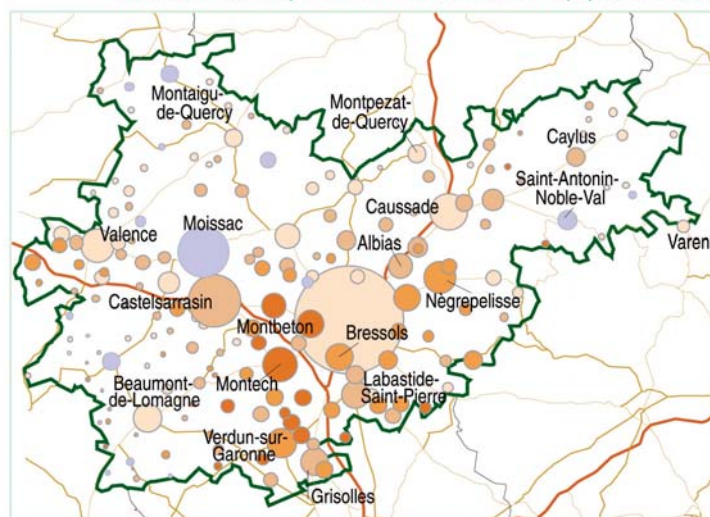 Montaigu-
de-Quercy
Montpezat-
de-Quercy
Caylus
Saint-Antonin-
Noble-Val
Caussade
Moissac
Valence
Albias
Varen
Castelsarrasin
Nègrepelisse
Montbeton
Bressols
Beaumont-
de-Lomagne
Montech
Labastide-
Saint-Pierre
Verdun-sur-
Garonne
Grisolles